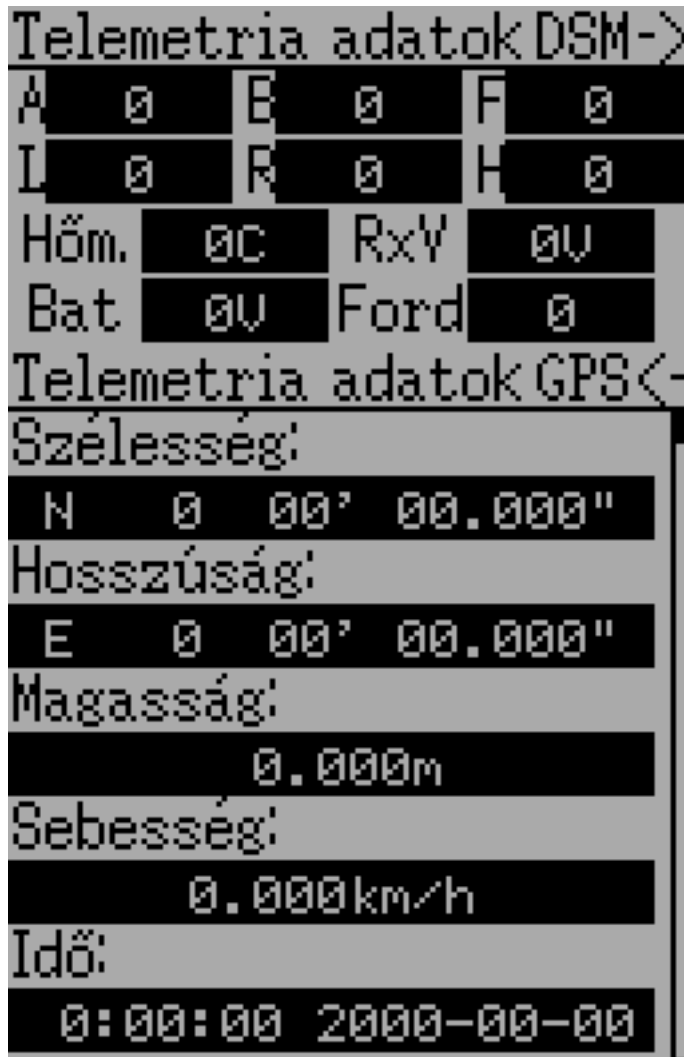 Telemetria adatok DSM->
A 0 B 0 F 0
L 0 R 0 H 0
Hőm. 0C RxV 0V
Bat 0V Ford 0
Telemetria adatok GPS<-
Szélesség:
N 0 00' 00.000"
Hosszúság:
E 0 00' 00.000"
Magasság:
0.000m
Sebesség:
0.000km/h
Idő:
0:00:00 2000-00-00